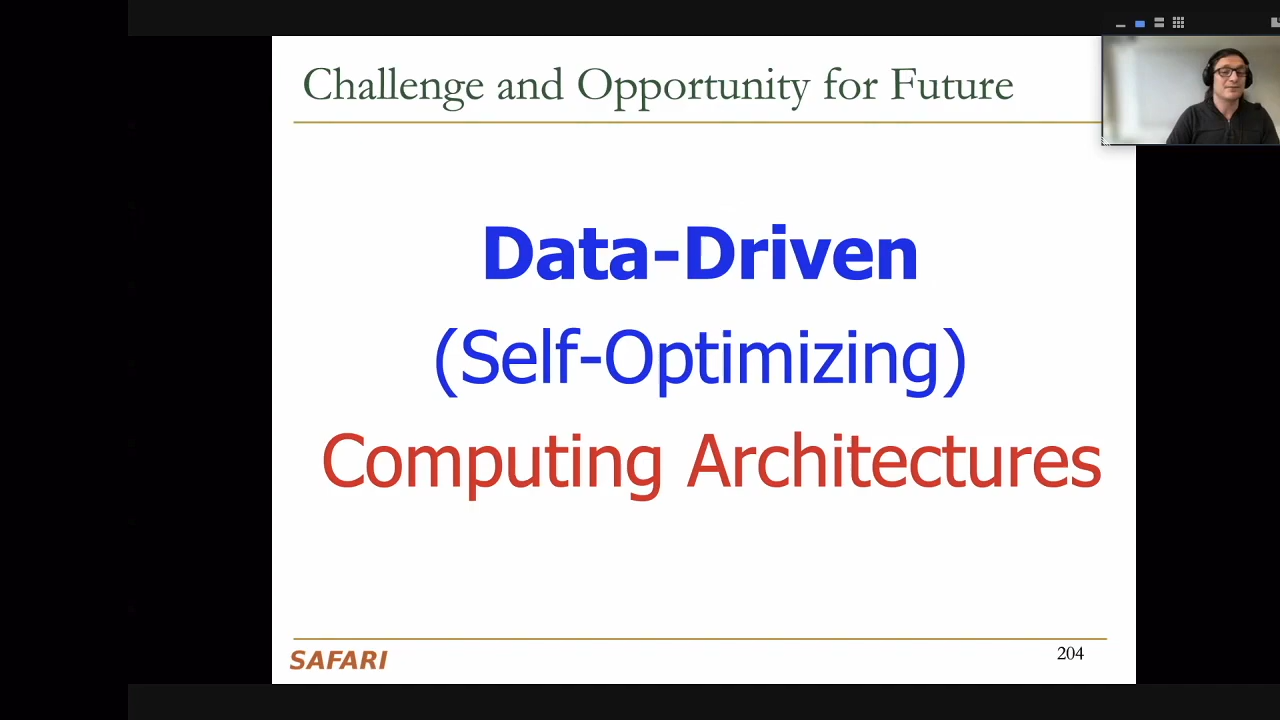 Challenge and Opportunity for Future
Data-Driven
(Self-Optimizing)
Computing Architectures
SAFARI
204